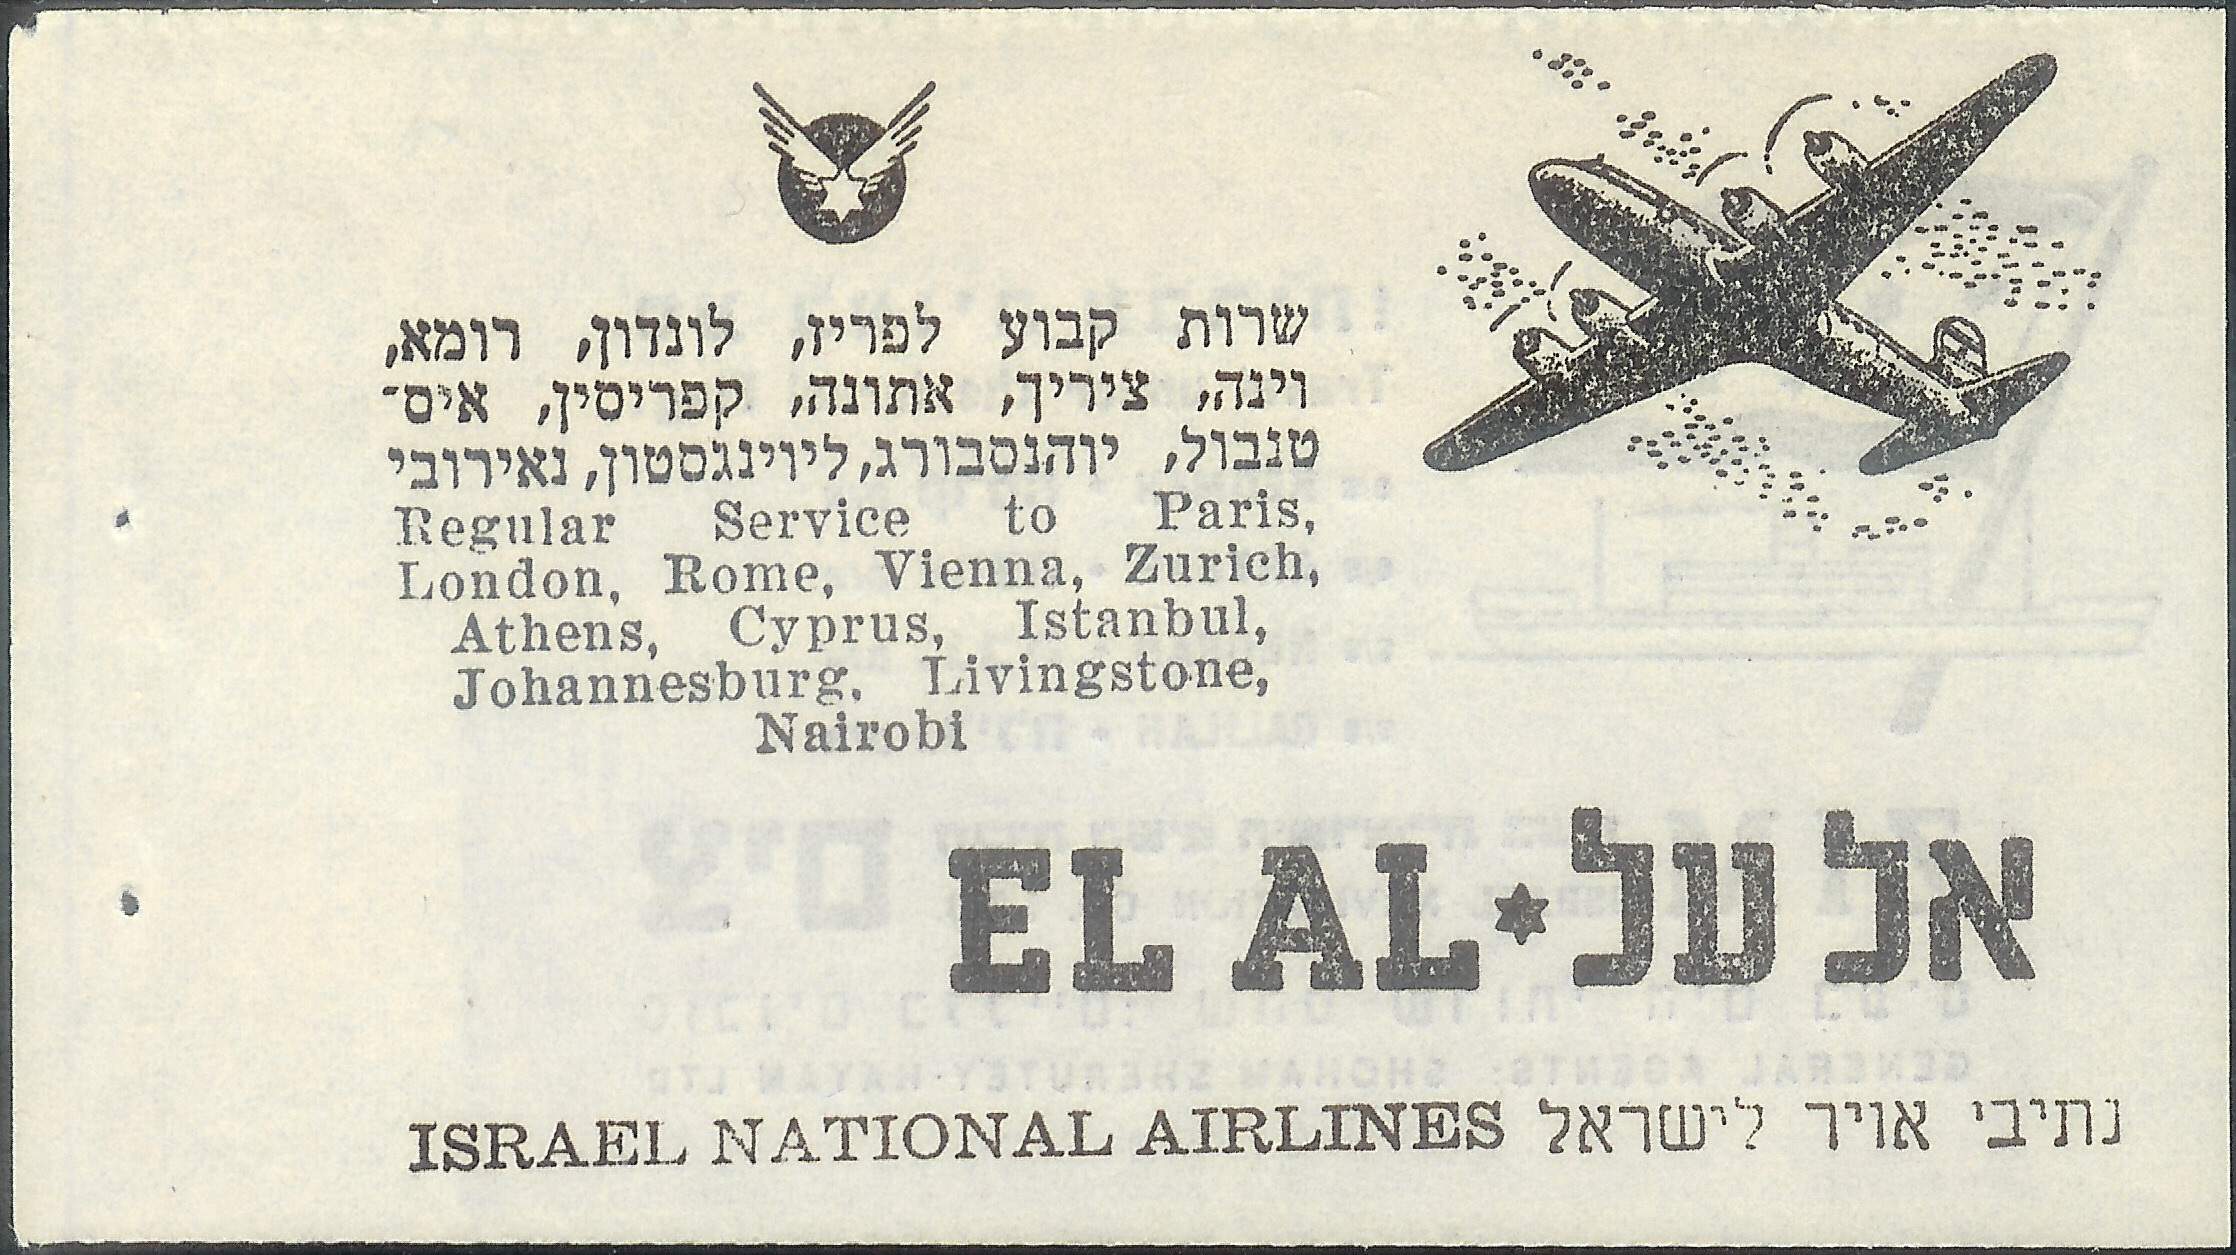 שרות קבוע לפריז, לונדון, רומא,
וינה, ציריך, אתונה, קפריסין, איס־
טנבול, יוהנסבורג, ליוינגסטון, נאירובי
Regular Service to Paris,
London, Rome, Vienna, Zurich,
Athens, Cyprus, Istanbul,
Johannesburg, Livingstone,
Nairobi
EL AL ★ אל על
ISRAEL NATIONAL AIRLINES נתיבי אויר לישראל